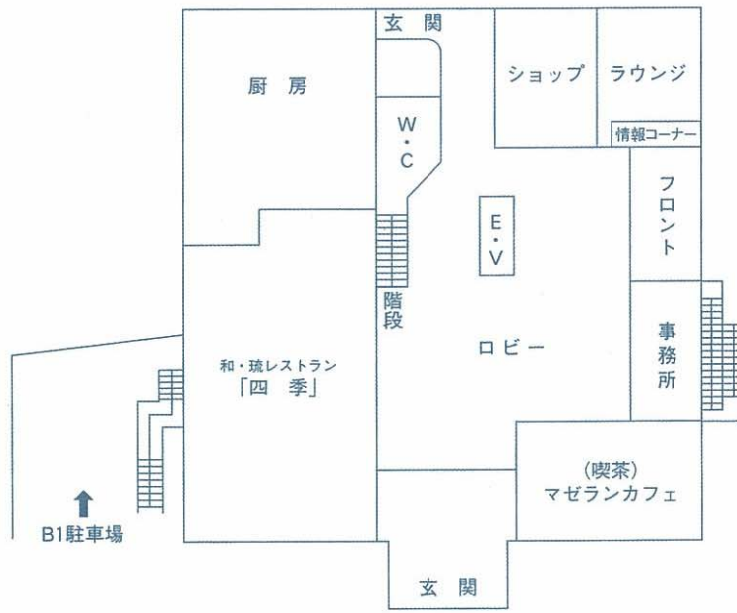 玄　関
厨　房
ショップ
ラウンジ
情報コーナー
W・C
フロント
E・V
階段
ロビー
事務所
和・琉レストラン
「四　季」
(喫茶)
マゼランカフェ
B1駐車場
玄　関